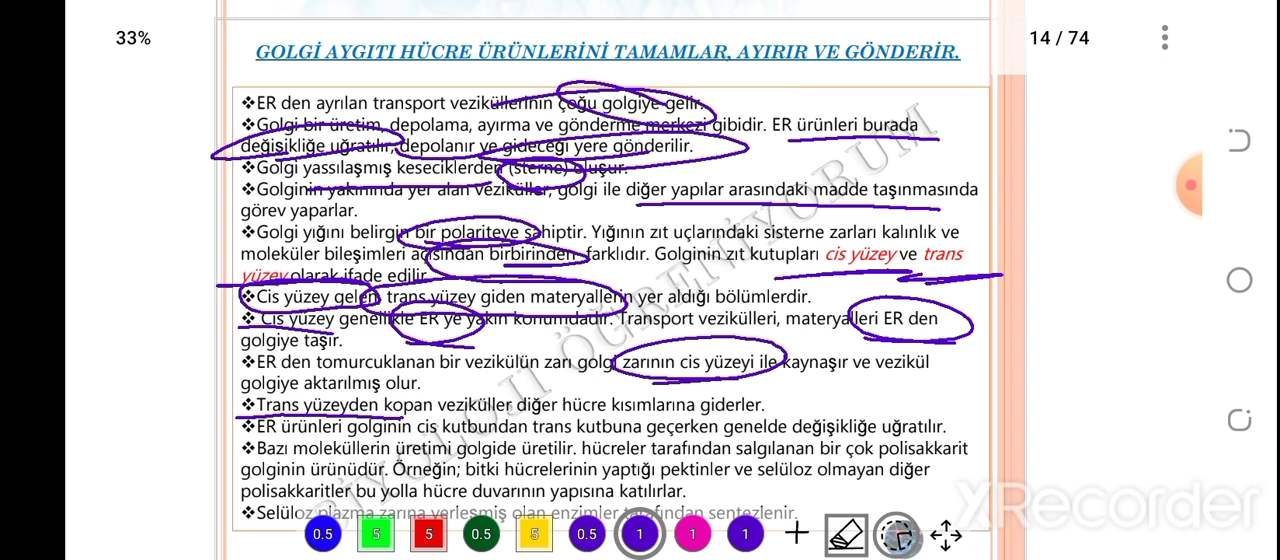 33%
14 / 74
GOLGİ AYGITI HÜCRE ÜRÜNLERİNİ TAMAMLAR, AYIRIR VE GÖNDERİR.
❖ER den ayrılan transport veziküllerinin çoğu golgiye gelir.
❖Golgi bir üretim, depolama, ayırma ve gönderme merkezi gibidir. ER ürünleri burada
değişikliğe uğratılır, depolanır ve gideceği yere gönderilir.
❖Golgi yassılaşmış keseciklerden (sterne) oluşur.
❖Golginin yakınında yer alan veziküller, golgi ile diğer yapılar arasındaki madde taşınmasında
görev yaparlar.
❖Golgi yığını belirgin bir polariteye sahiptir. Yığının zıt uçlarındaki sisterne zarları kalınlık ve
moleküler bileşimleri açısından birbirinden farklıdır. Golginin zıt kutupları cis yüzey ve trans
yüzey olarak ifade edilir
❖Cis yüzey gelen, trans yüzey giden materyallerin yer aldığı bölümlerdir.
❖ Cis yüzey genellikle ER ye yakın konumdadır. Transport vezikülleri, materyalleri ER den
golgiye taşır.
❖ER den tomurcuklanan bir vezikülün zarı golgi zarının cis yüzeyi ile kaynaşır ve vezikül
golgiye aktarılmış olur.
❖Trans yüzeyden kopan veziküller diğer hücre kısımlarına giderler.
❖ER ürünleri golginin cis kutbundan trans kutbuna geçerken genelde değişikliğe uğratılır.
❖Bazı moleküllerin üretimi golgide üretilir. hücreler tarafından salgılanan bir çok polisakkarit
golginin ürünüdür. Örneğin; bitki hücrelerinin yaptığı pektinler ve selüloz olmayan diğer
polisakkaritler bu yolla hücre duvarının yapısına katılırlar.
❖Selüloz plazma zarına yerleşmiş olan enzimler tarafından sentezlenir.
BİYOLOJİ ÖĞRENİYORUM
0.5 5 5 0.5 5 0.5 1 1 1
XRecorder